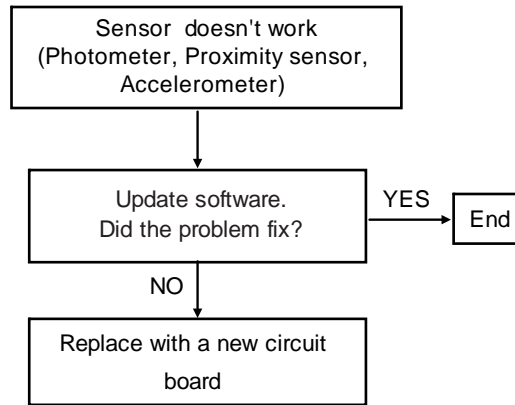 Sensor doesn't work
(Photometer, Proximity sensor,
Accelerometer)
Update software.
Did the problem fix?
YES
End
NO
Replace with a new circuit
board